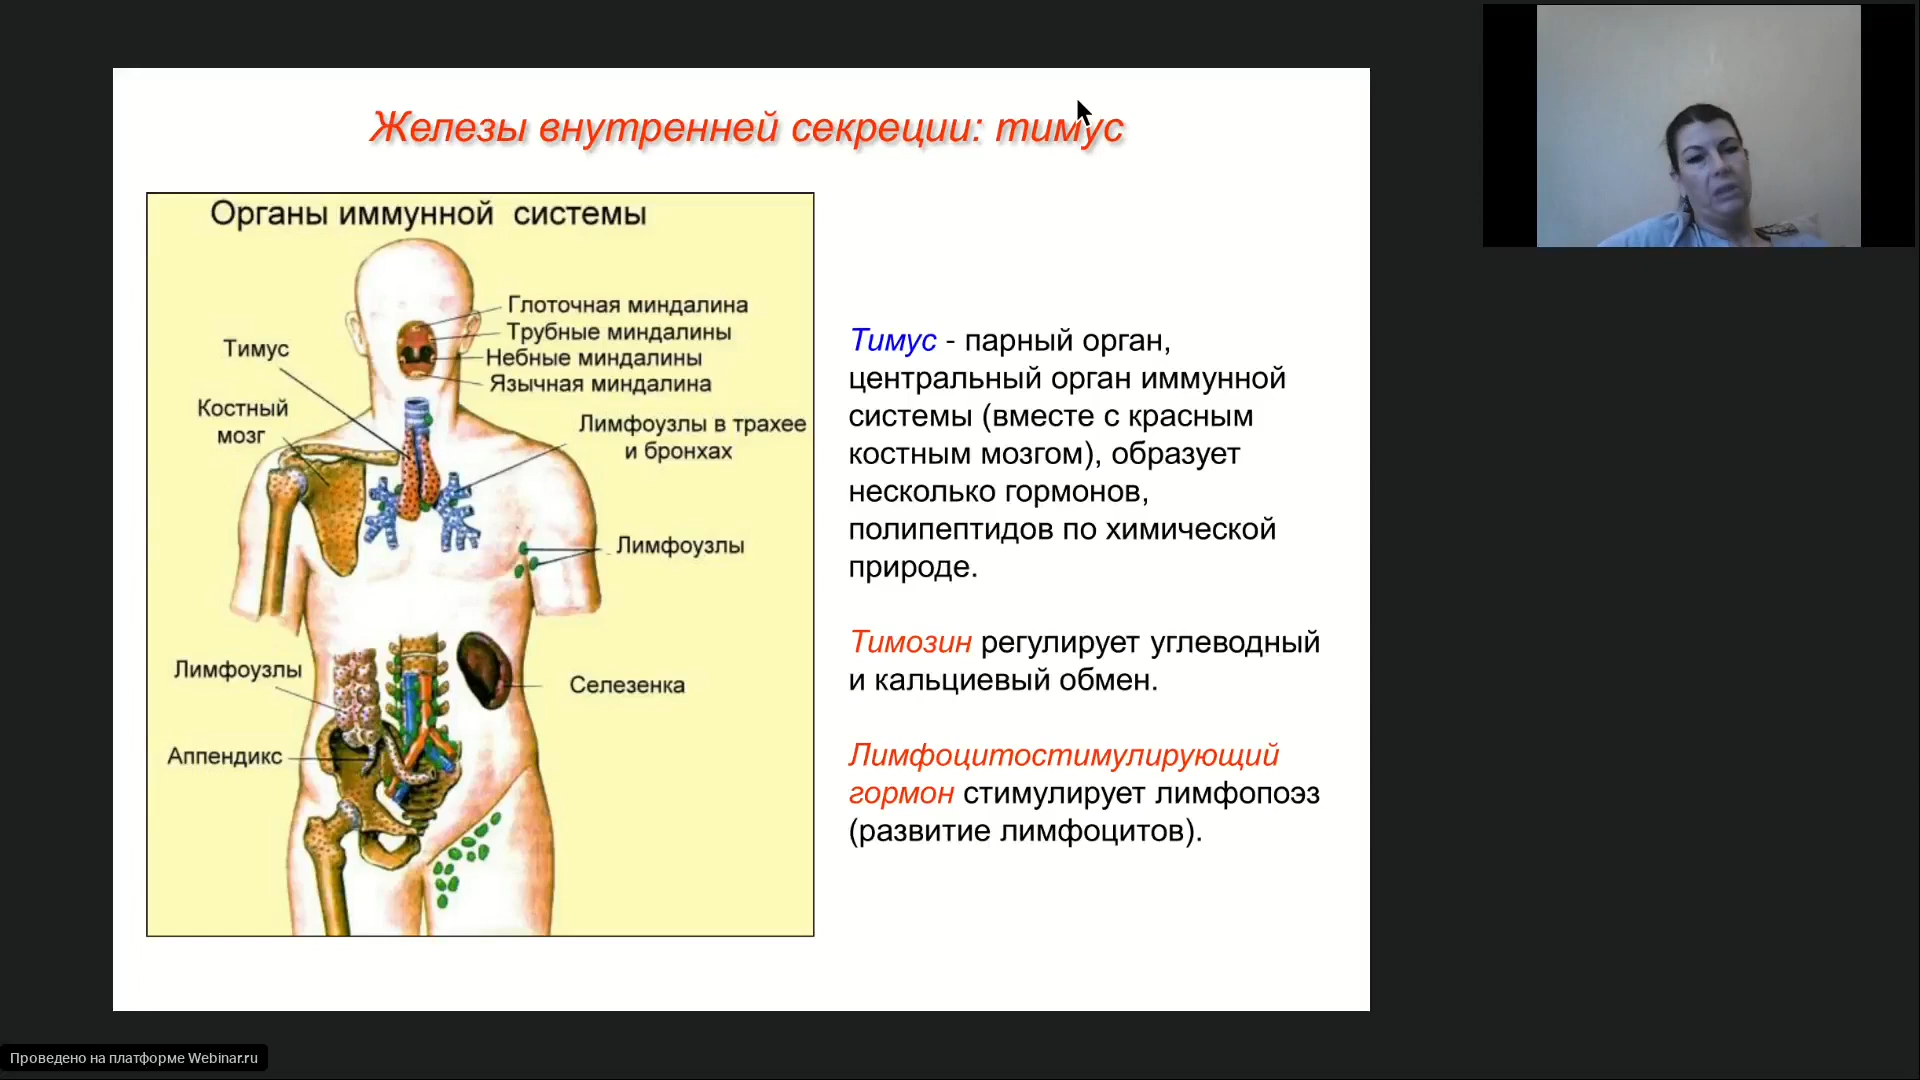 Железы внутренней секреции: тимус
Органы иммунной системы
Глоточная миндалина
Трубные миндалины
Небные миндалины
Язычная миндалина
Тимус
Костный
мозг
Лимфоузлы в трахее
и бронхах
Лимфоузлы
Лимфоузлы
Селезенка
Аппендикс
Тимус - парный орган,
центральный орган иммунной
системы (вместе с красным
костным мозгом), образует
несколько гормонов,
полипептидов по химической
природе.
Тимозин регулирует углеводный
и кальциевый обмен.
Лимфоцитостимулирующий
гормон стимулирует лимфопоэз
(развитие лимфоцитов).
Проведено на платформе Webinar.ru